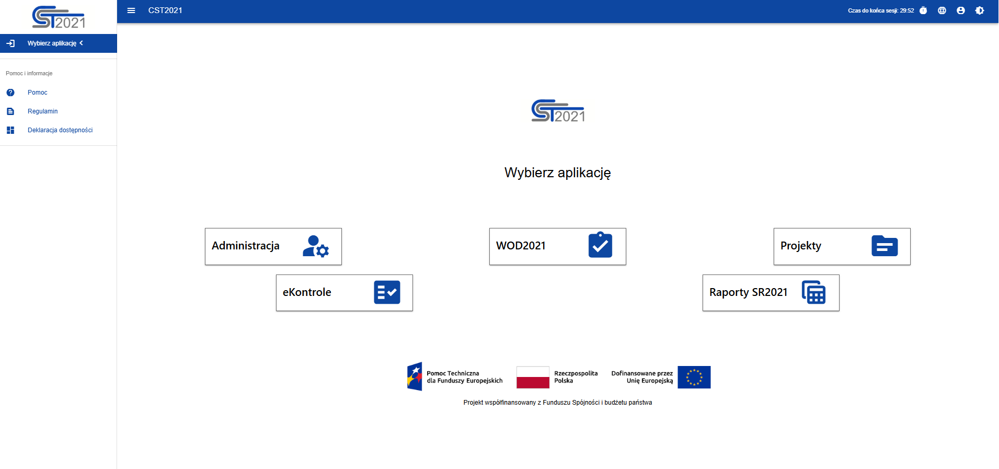 CST2021
Wybierz aplikację
Pomoc i informacje
Pomoc
Regulamin
Deklaracja dostępności
CST2021
Czas do końca sesji: 29:52
CST2021
Wybierz aplikację
Administracja
WOD2021
Projekty
eKontrole
Raporty SR2021
Pomoc Techniczna
dla Funduszy Europejskich
Rzeczpospolita
Polska
Dofinansowane przez
Unię Europejską
Projekt współfinansowany z Funduszu Spójności i budżetu państwa